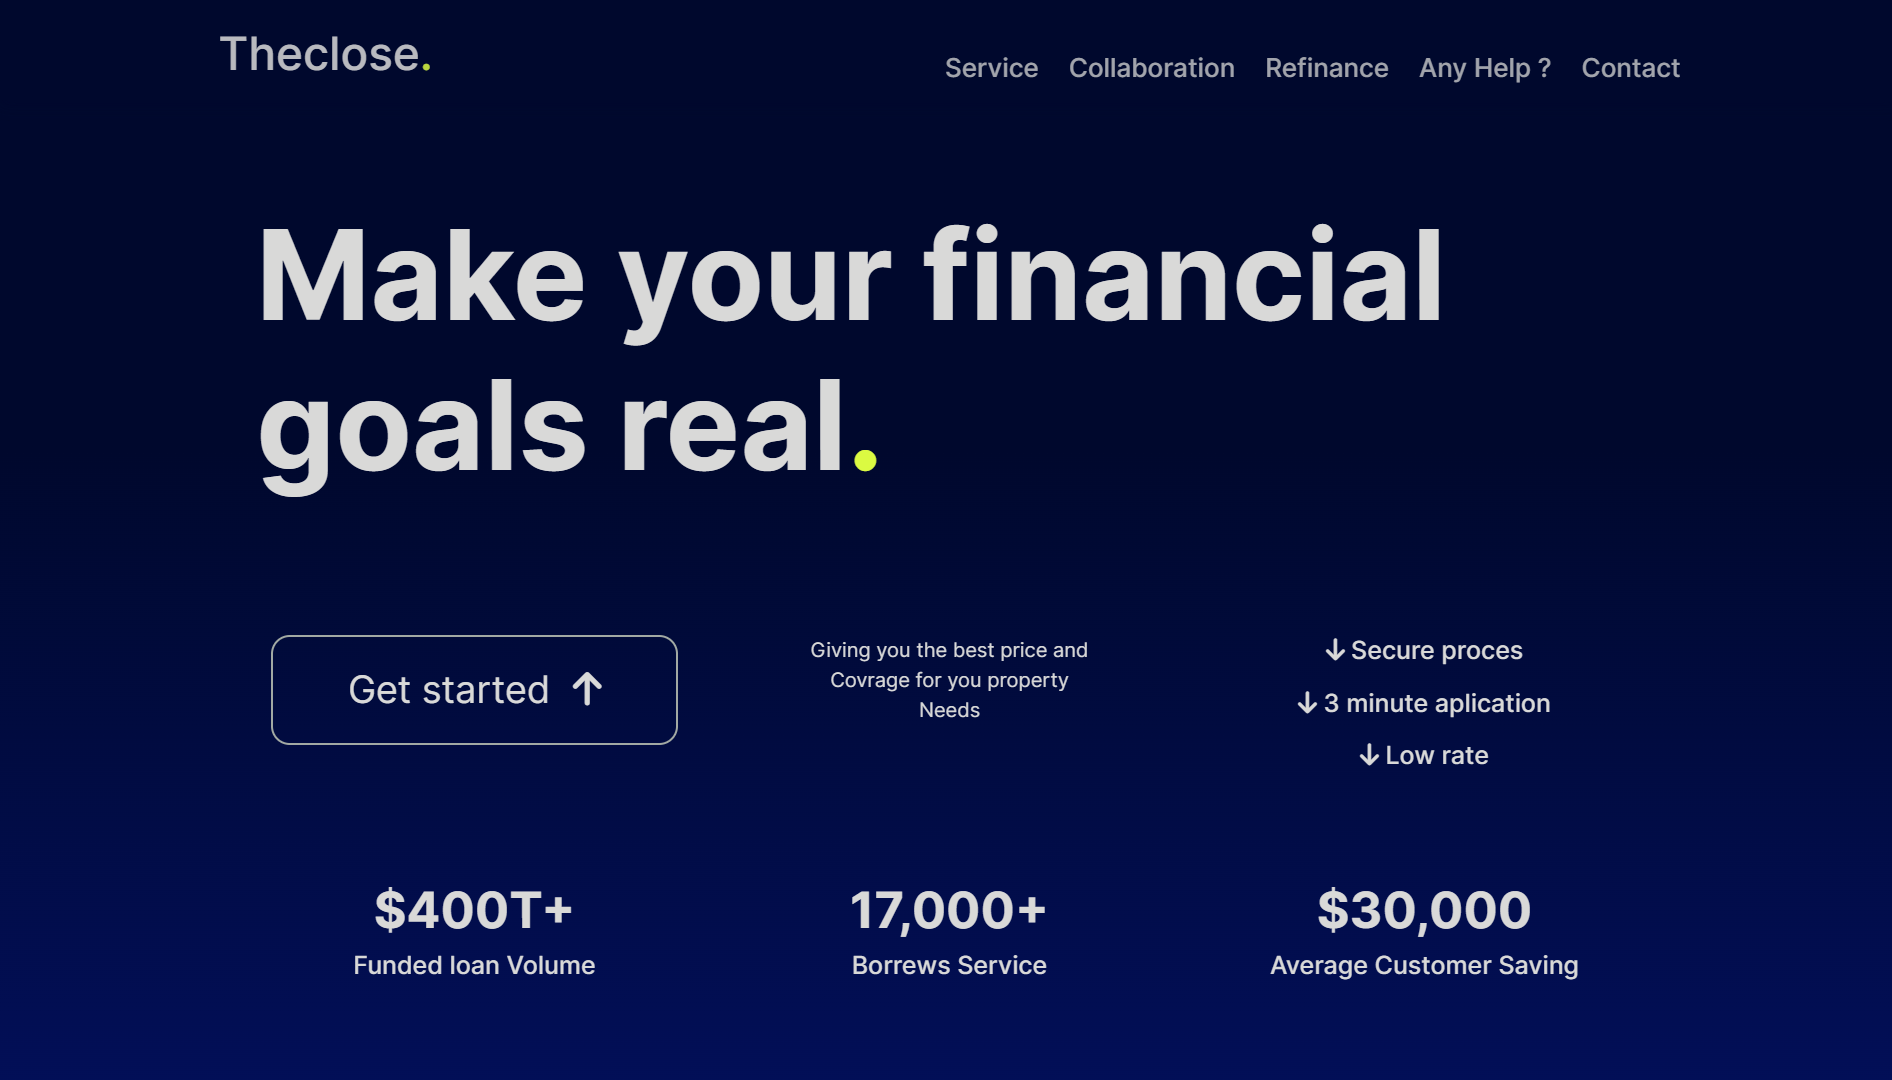 Theclose.
Service Collaboration Refinance Any Help ? Contact
Make your financial
goals real.
Get started
Giving you the best price and
Covrage for you property
Needs
Secure proces
3 minute aplication
Low rate
$400T+
Funded loan Volume
17,000+
Borrews Service
$30,000
Average Customer Saving